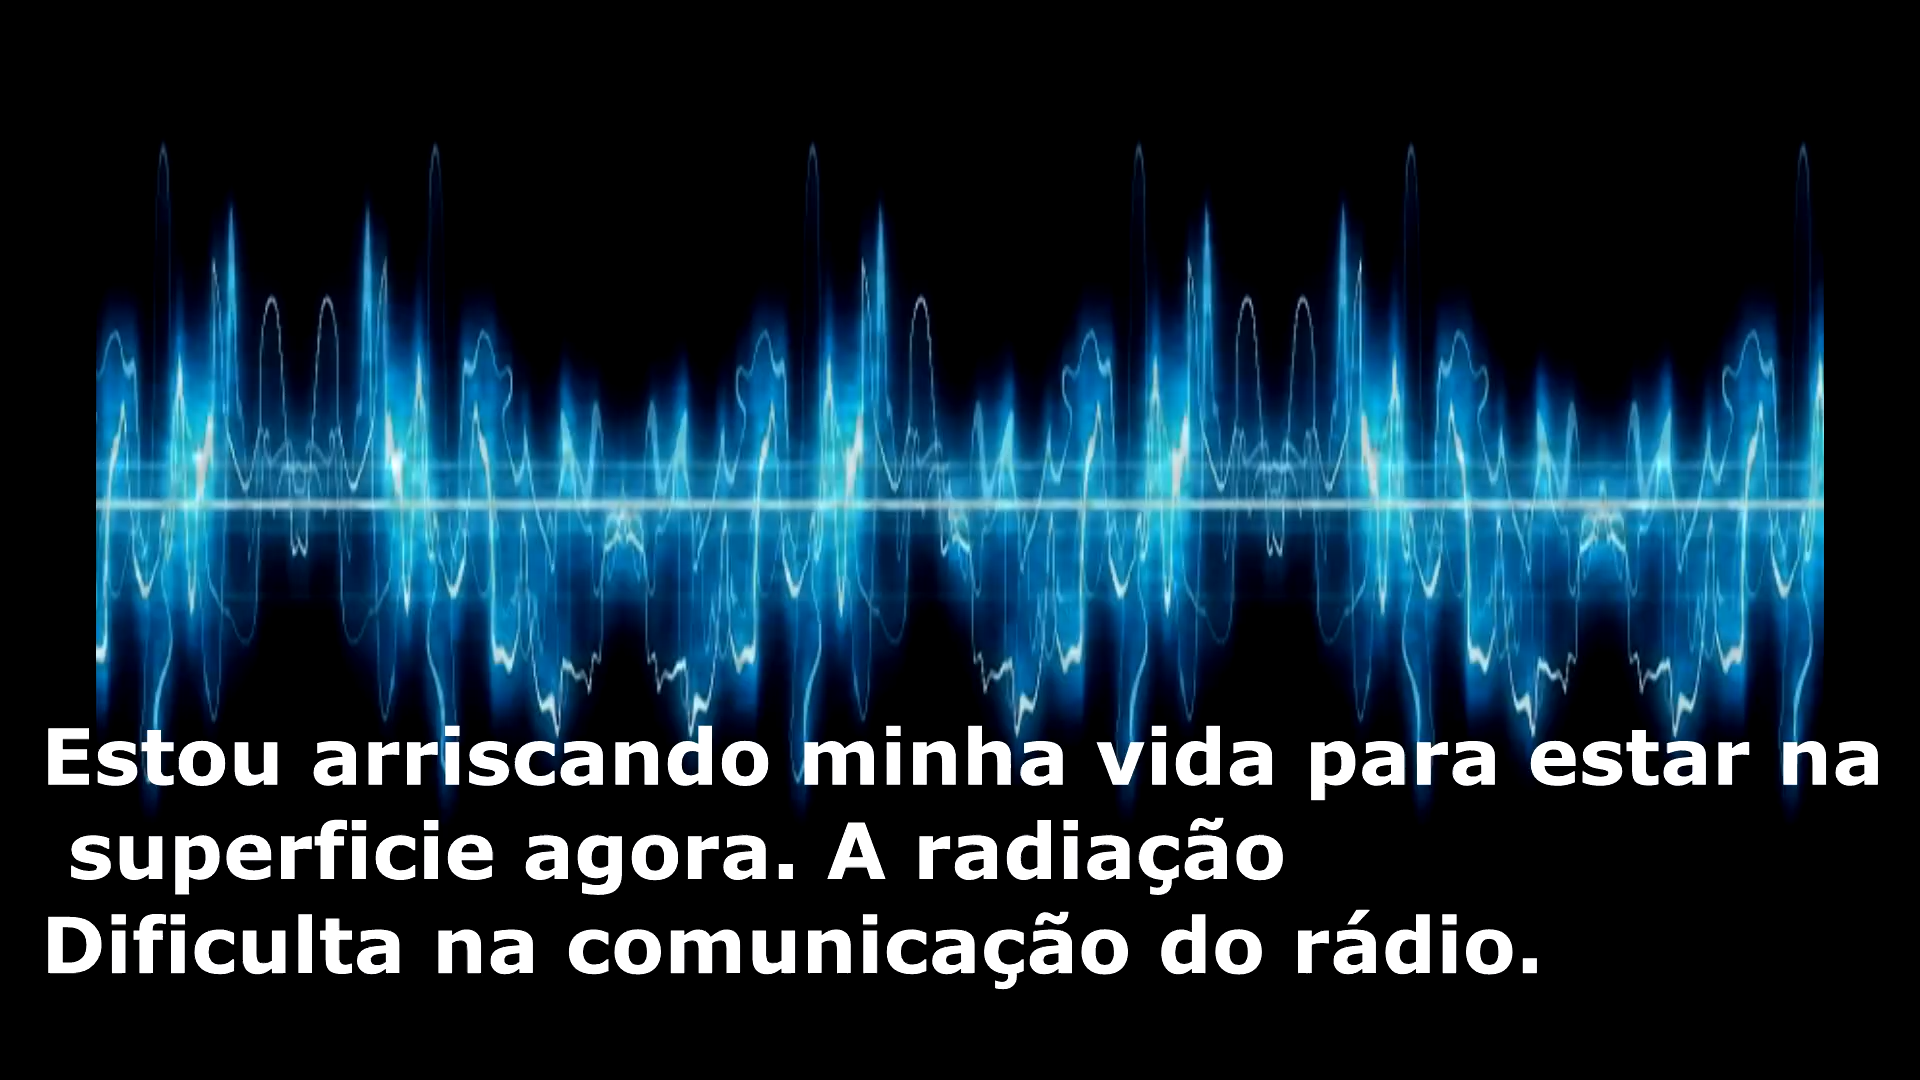 Estou arriscando minha vida para estar na
superficie agora. A radiação
Dificulta na comunicação do rádio.